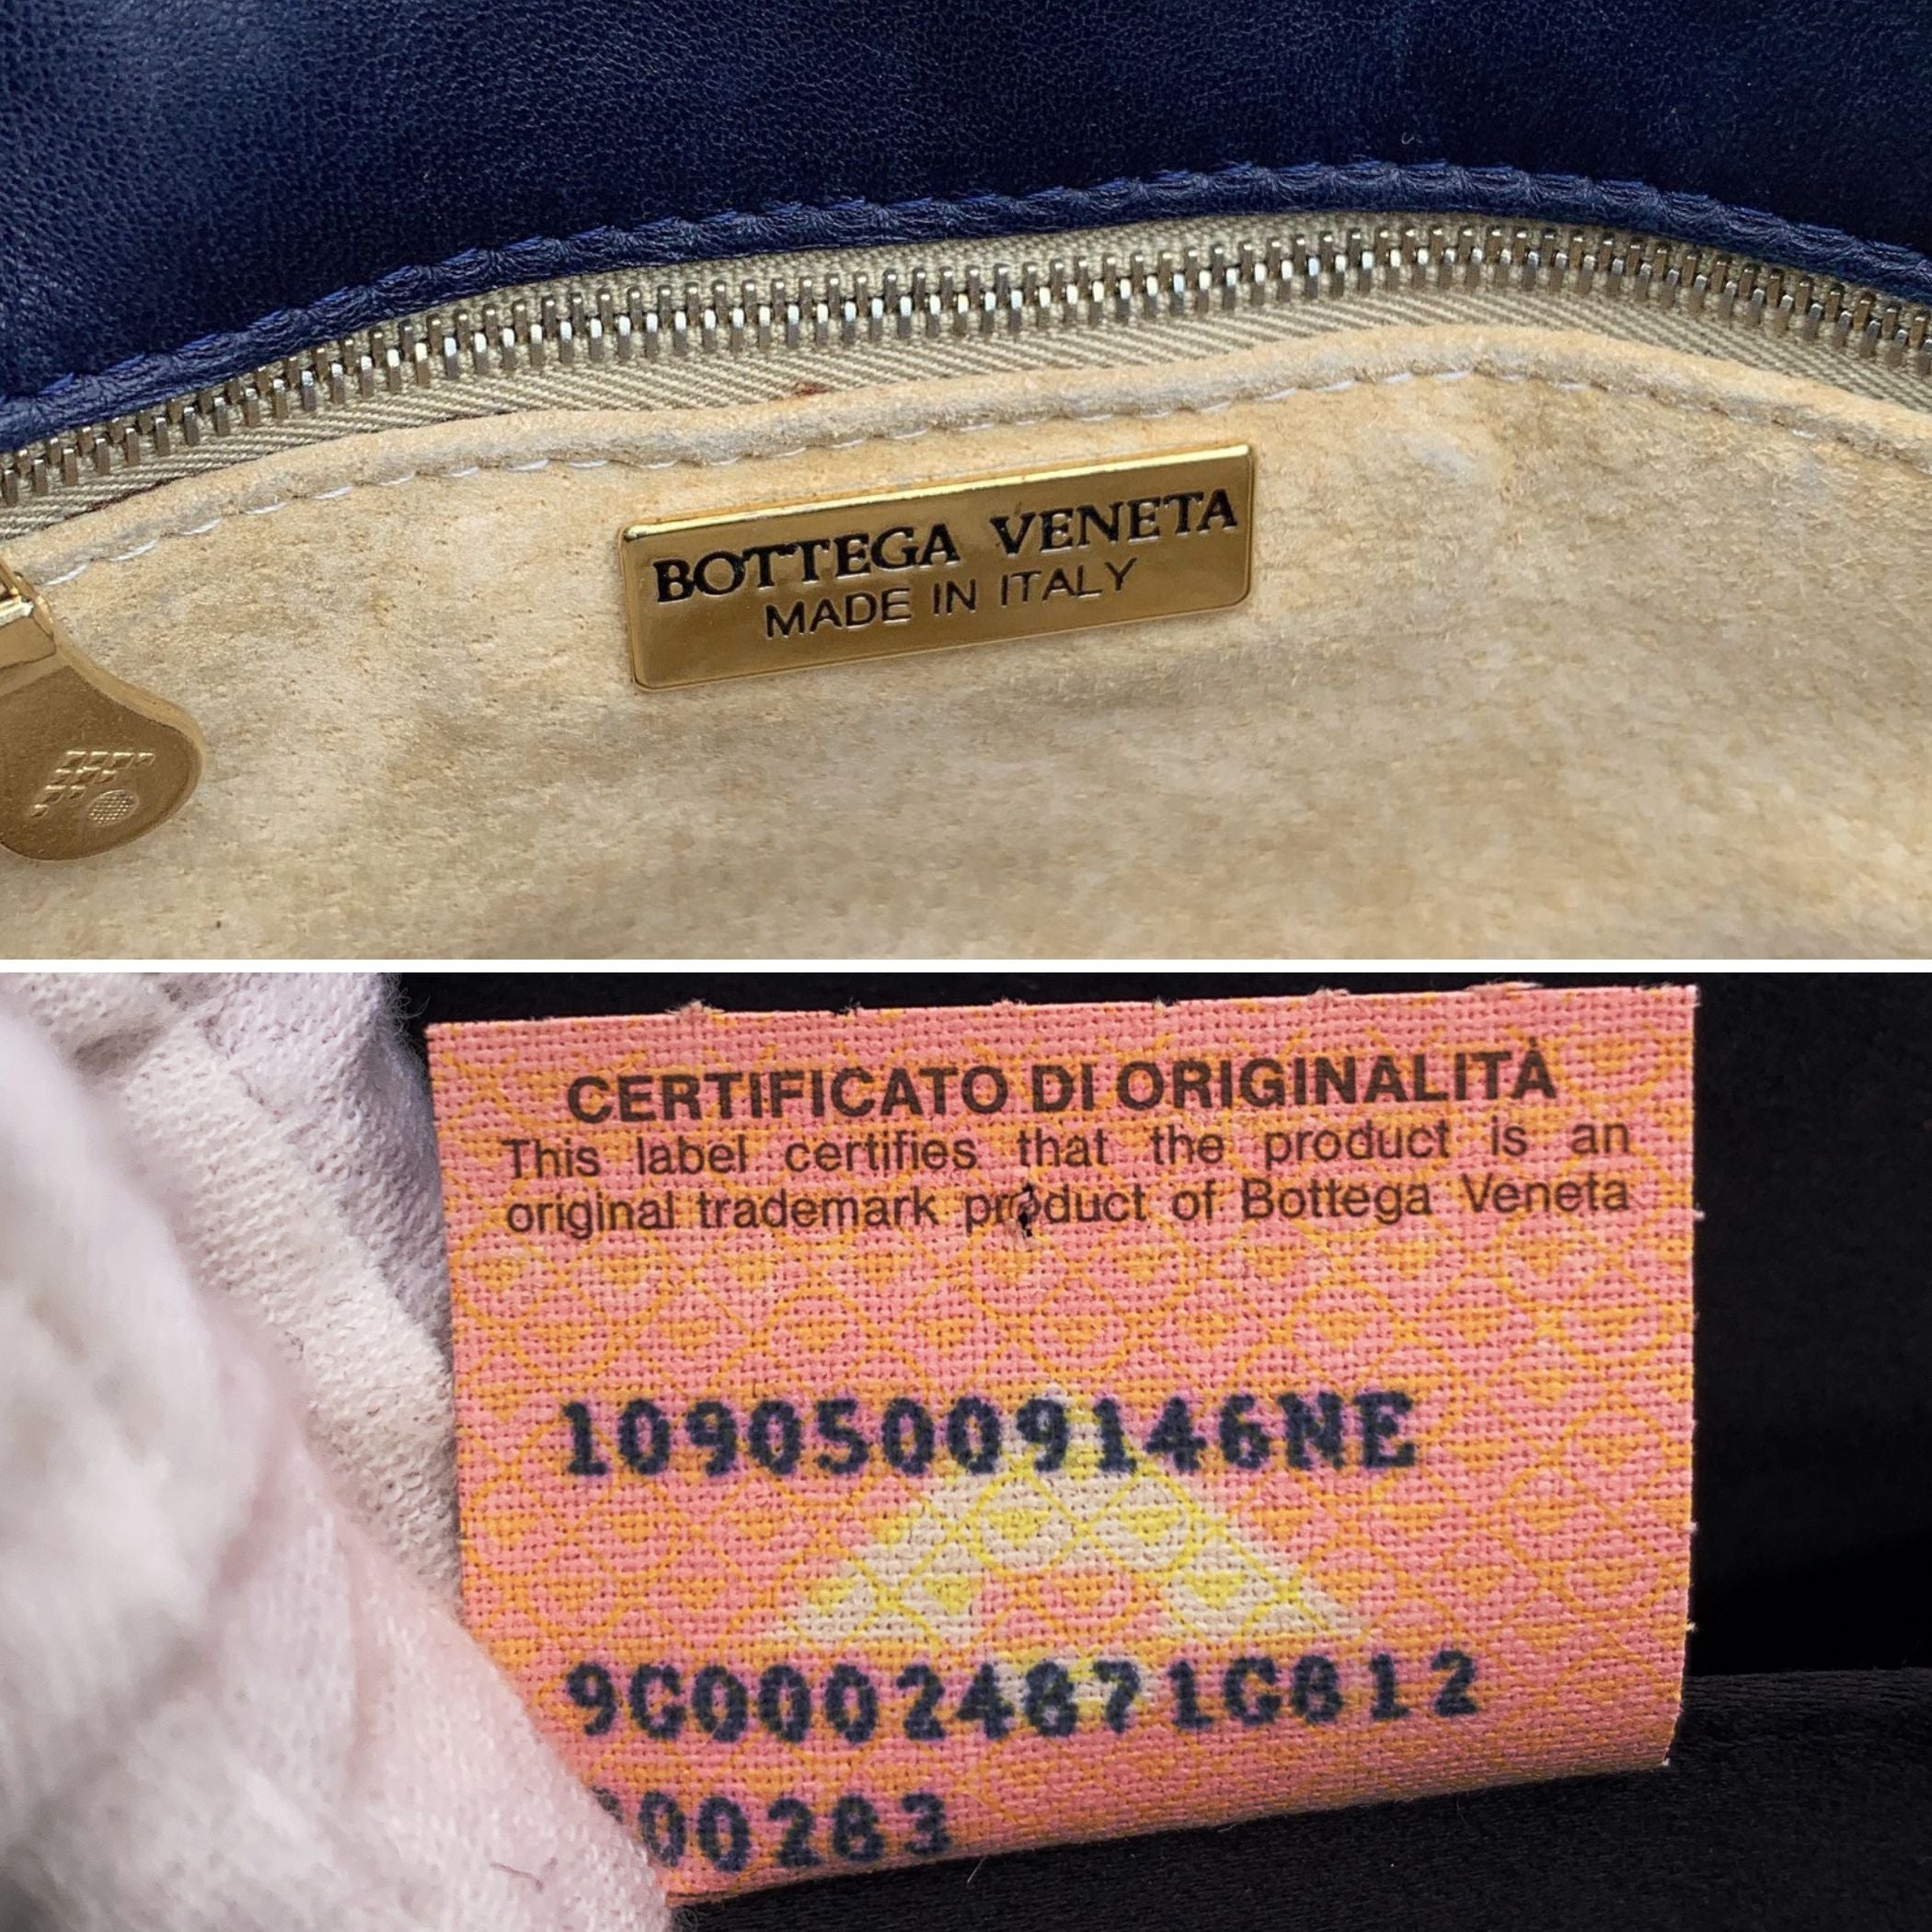 BOTTEGA VENETA
MADE IN ITALY
CERTIFICATO DI ORIGINALITÀ
This label certifies that the product is an
original trademark product of Bottega Veneta
10905009146NE
9G00024871G812
00283